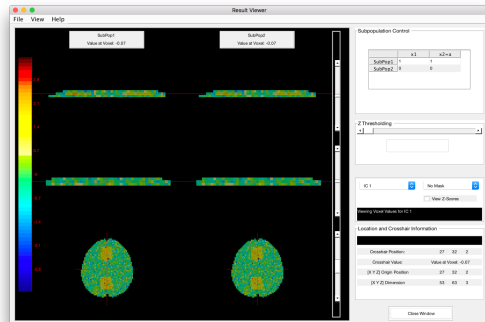 Result Viewer
File View Help
SubPop1
Value at Voxel: -0.07
SubPop2
Value at Voxel: -0.07
Subpopulation Control
x1 x2=a
SubPop1 1 1
SubPop2 0 0
Z Thresholding
IC 1
No Mask
View Z-Scores
Viewing Voxel Values for IC 1
Location and Crosshair Information
Crosshair Position: 27 32 2
Crosshair Value: Value at Voxel: -0.07
[X Y Z] Origin Position: 27 32 2
[X Y Z] Dimension: 53 63 3
Close Window